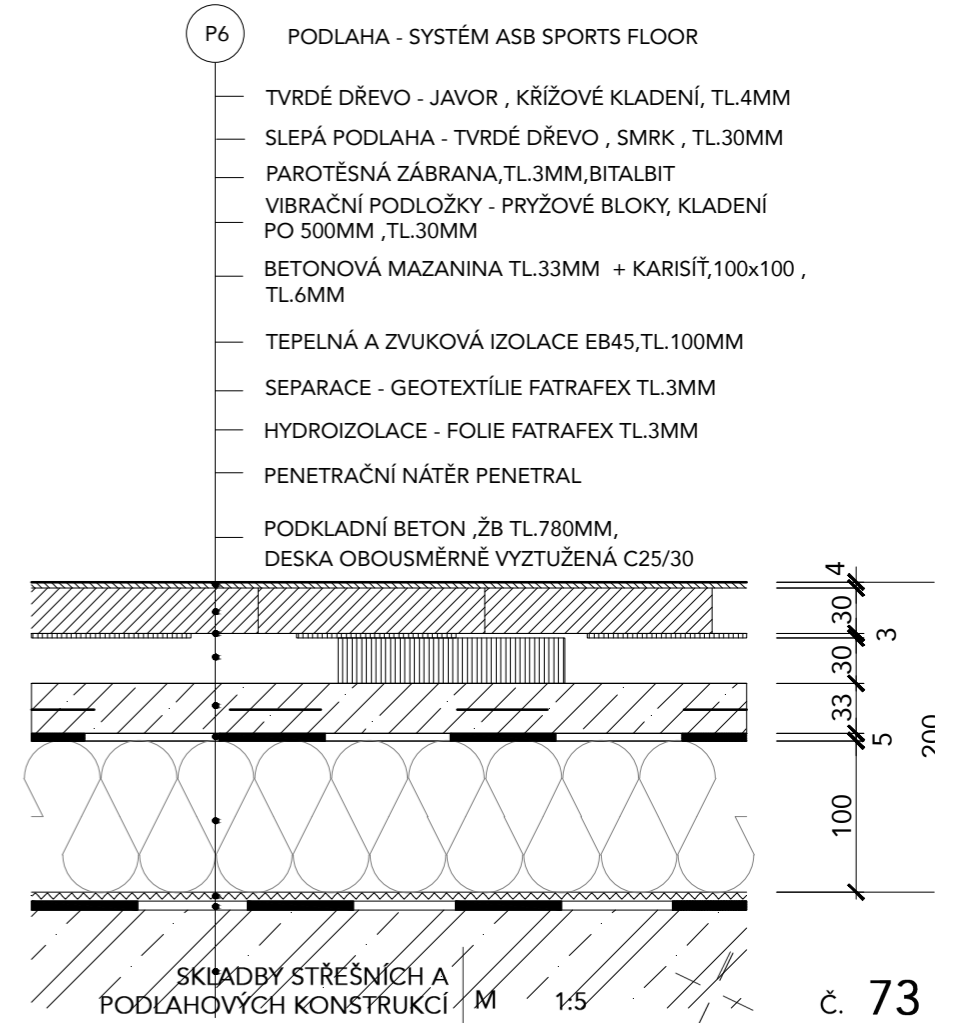 P6
PODLAHA - SYSTÉM ASB SPORTS FLOOR
TVRDÉ DŘEVO - JAVOR , KŘÍŽOVÉ KLADENÍ, TL.4MM
SLEPÁ PODLAHA - TVRDÉ DŘEVO , SMRK , TL.30MM
PAROTĚSNÁ ZÁBRANA,TL.3MM,BITALBIT
VIBRAČNÍ PODLOŽKY - PRYŽOVÉ BLOKY, KLADENÍ
PO 500MM ,TL.30MM
BETONOVÁ MAZANINA TL.33MM + KARISÍŤ,100x100 ,
TL.6MM
TEPELNÁ A ZVUKOVÁ IZOLACE EB45,TL.100MM
SEPARACE - GEOTEXTÍLIE FATRAFEX TL.3MM
HYDROIZOLACE - FOLIE FATRAFEX TL.3MM
PENETRAČNÍ NÁTĚR PENETRAL
PODKLADNÍ BETON ,ŽB TL.780MM,
DESKA OBOUSMĚRNĚ VYZTUŽENÁ C25/30
4
30
3
30
33
5
200
100
SKLADBY STŘEŠNÍCH A
PODLAHOVÝCH KONSTRUKCÍ
M 1:5
č. 73